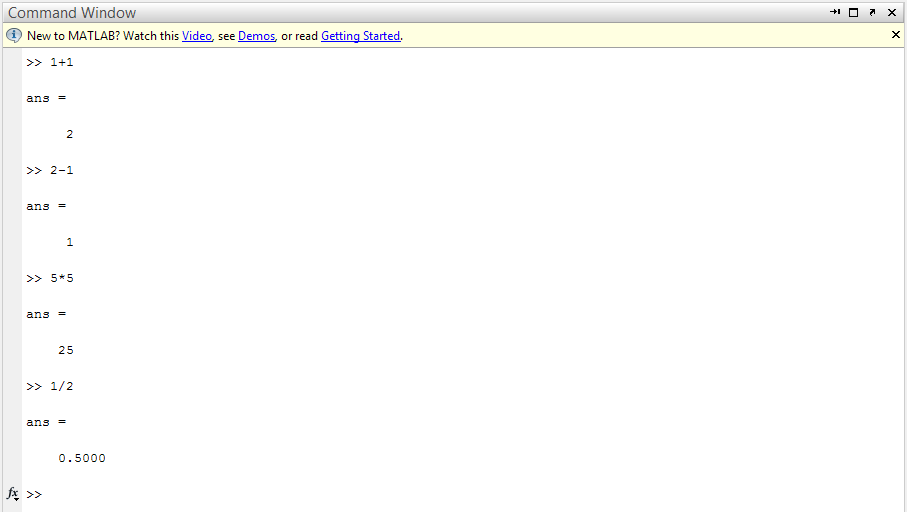 Command Window
New to MATLAB? Watch this Video, see Demos, or read Getting Started.
>> 1+1
ans =
2
>> 2-1
ans =
1
>> 5*5
ans =
25
>> 1/2
ans =
0.5000
fx >>